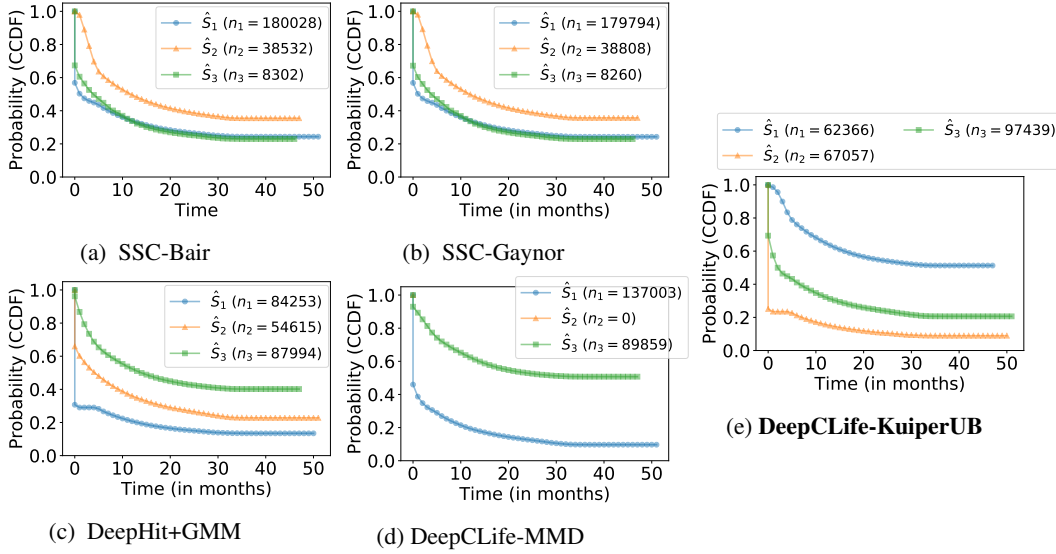 Probability (CCDF)
1.0
0.8
0.6
0.4
0.2
0.0
Ŝ1 (n1 = 180028)
Ŝ2 (n2 = 38532)
Ŝ3 (n3 = 8302)
0 10 20 30 40 50
Time
(a) SSC-Bair
Probability (CCDF)
1.0
0.8
0.6
0.4
0.2
0.0
Ŝ1 (n1 = 179794)
Ŝ2 (n2 = 38808)
Ŝ3 (n3 = 8260)
0 10 20 30 40 50
Time (in months)
(b) SSC-Gaynor
Probability (CCDF)
1.0
0.8
0.6
0.4
0.2
0.0
Ŝ1 (n1 = 84253)
Ŝ2 (n2 = 54615)
Ŝ3 (n3 = 87994)
0 10 20 30 40 50
Time (in months)
(c) DeepHit+GMM
Probability (CCDF)
1.0
0.8
0.6
0.4
0.2
0.0
Ŝ1 (n1 = 137003)
Ŝ2 (n2 = 0)
Ŝ3 (n3 = 89859)
0 10 20 30 40 50
Time (in months)
(d) DeepCLife-MMD
Ŝ1 (n1 = 62366) Ŝ3 (n3 = 97439)
Ŝ2 (n2 = 67057)
Probability (CCDF)
1.0
0.8
0.6
0.4
0.2
0.0
0 10 20 30 40 50
Time (in months)
(e) DeepCLife-KuiperUB